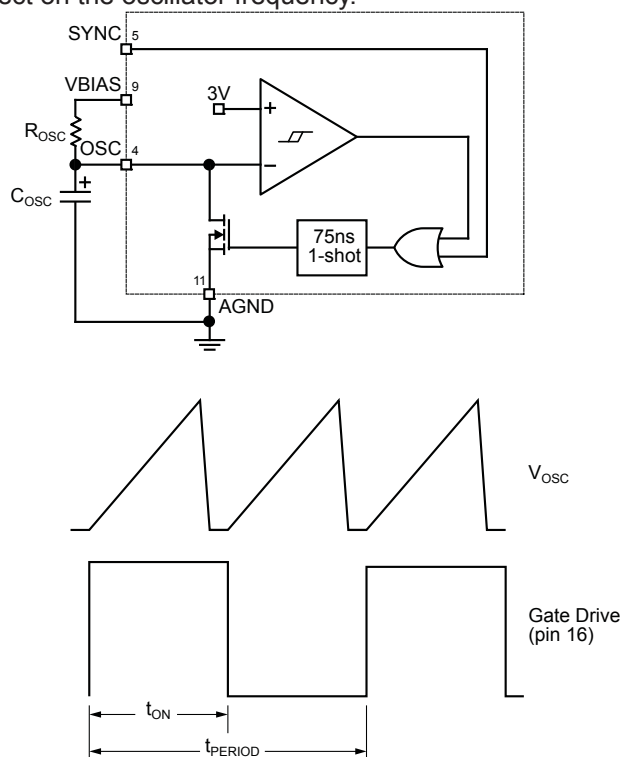 set on the oscillator frequency.
SYNC 5
VBIAS 9
3V
+
ROSC
OSC 4
−
+
COSC
75ns
1-shot
11
AGND
VOSC
Gate Drive
(pin 16)
tON
tPERIOD